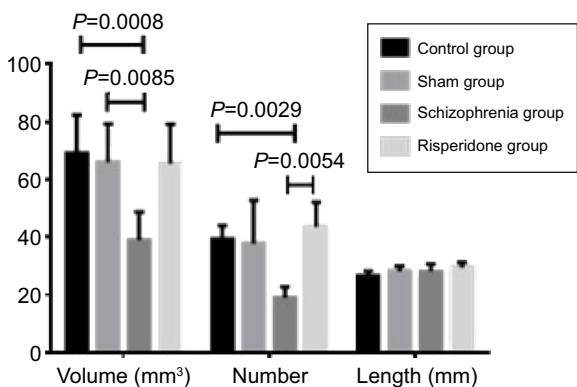 P=0.0008
P=0.0085
P=0.0029
P=0.0054
Control group
Sham group
Schizophrenia group
Risperidone group
100
80
60
40
20
0
Volume (mm³)
Number
Length (mm)